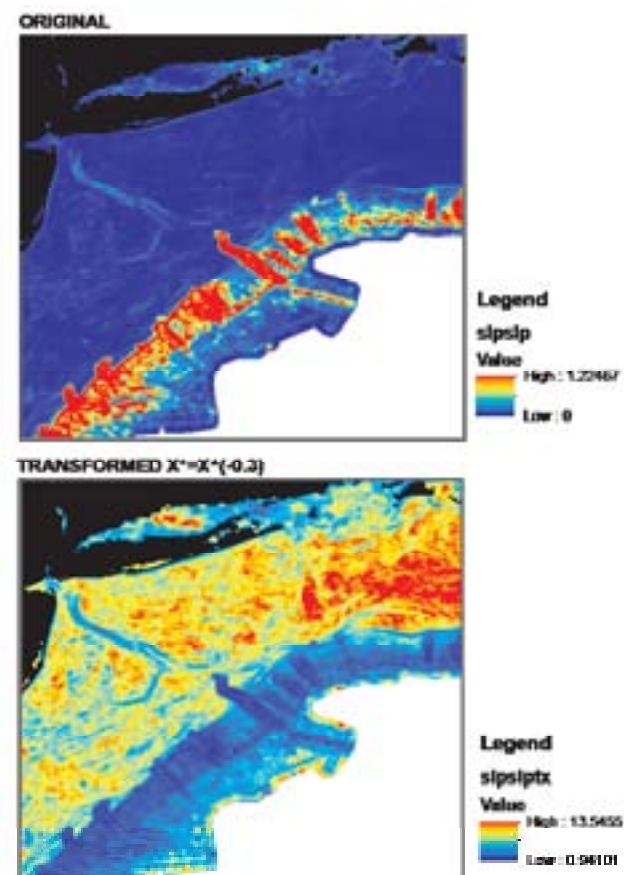 ORIGINAL
Legend
slpslp
Value
High : 1.22467
Low : 0
TRANSFORMED X*=X^(-0.3)
Legend
slpslptx
Value
High : 13.5455
Low : 0.94101